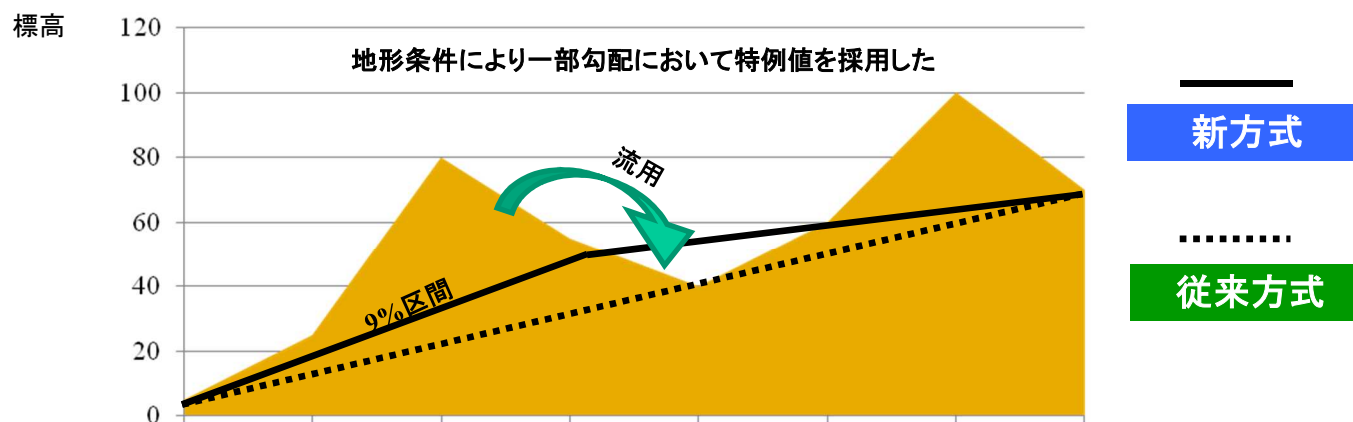 標高
120
地形条件により一部勾配において特例値を採用した
100
新方式
80
流用
60
従来方式
40
9%区間
20
0